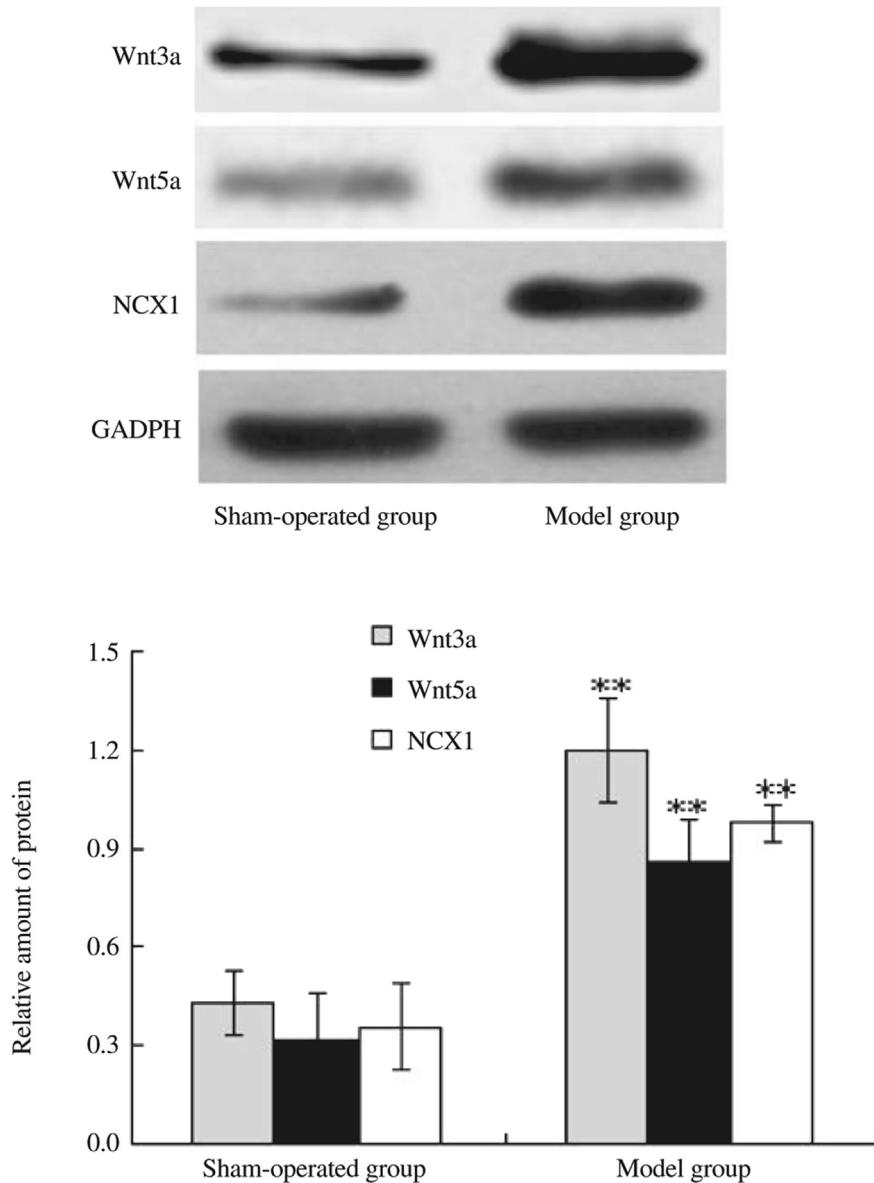 Wnt3a
Wnt5a
NCX1
GADPH
Sham-operated group Model group
Wnt3a
Wnt5a
NCX1
Relative amount of protein
1.5
1.2
0.9
0.6
0.3
0.0
** ** **
Sham-operated group Model group